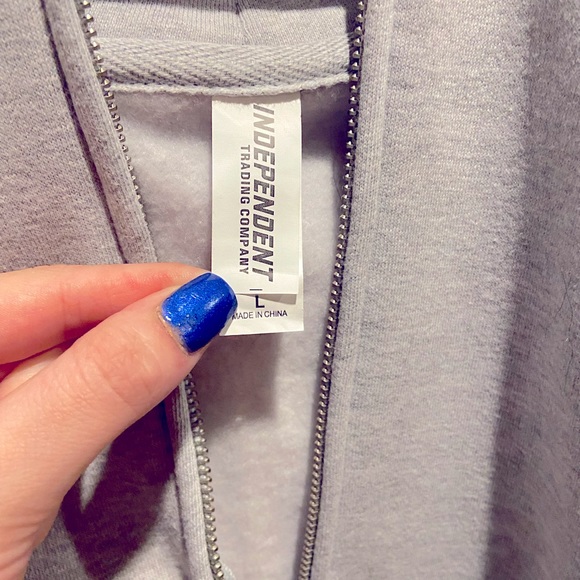 INDEPENDENT
TRADING COMPANY
L
MADE IN CHINA